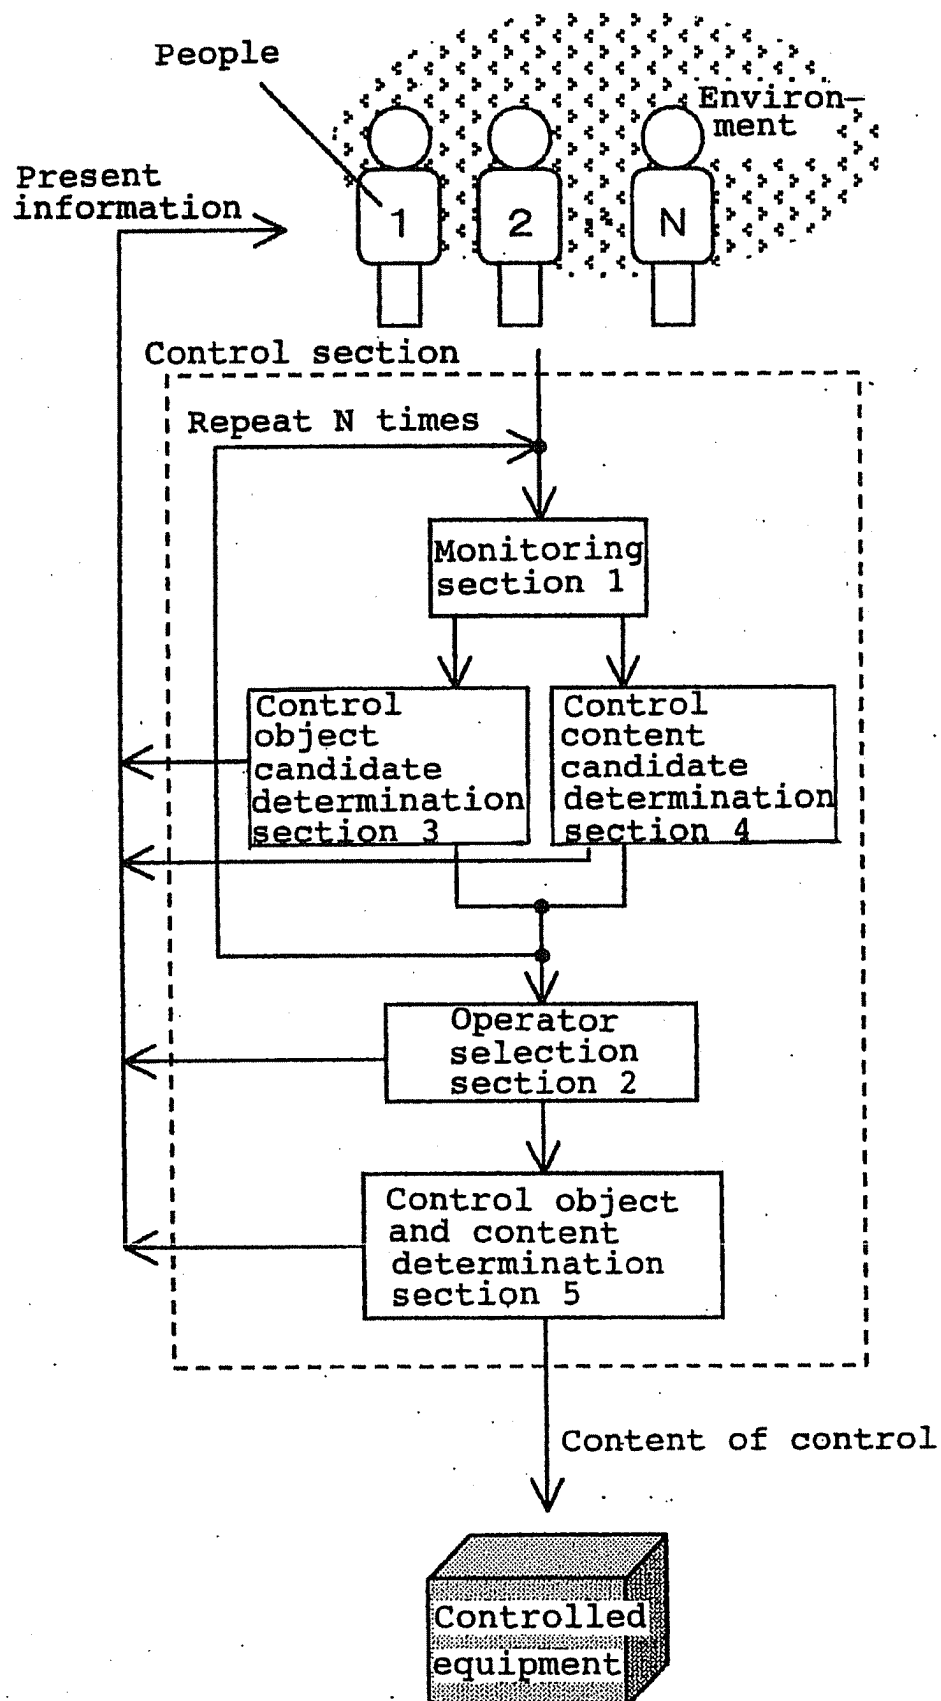 People
Environ-
ment
Present
information
1
2
N
Control section
Repeat N times
Monitoring
section 1
Control
object
candidate
determination
section 3
Control
content
candidate
determination
section 4
Operator
selection
section 2
Control object
and content
determination
section 5
Content of control
Controlled
equipment